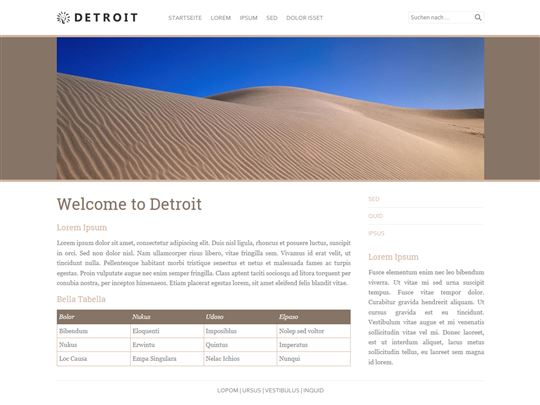 DETROIT
STARTSEITE LOREM IPSUM SED DOLOR ISSET
Suchen nach ...
Welcome to Detroit
Lorem Ipsum
Lorem ipsum dolor sit amet, consectetur adipiscing elit. Duis nisl ligula, rhoncus et posuere luctus, suscipit
in orci. Sed non dolor nisl. Nam ullamcorper risus libero, vitae fringilla sem. Vivamus id erat velit, ut
tincidunt nulla. Pellentesque habitant tristique senectus et netus et malesuada fames ac turpis
egestas. Proin vulputate augue nec enim semper fringilla. Class aptent taciti sociosqu ad litora torquent per
conubia nostra, per inceptos himenaeos. Etiam placerat egestas lorem, sit amet eleifend felis blandit vitae.
Bella Tabella
Bolor Nukus Udoso Elpaso
Bibendum Eloquenti Imposiblus Nolep sed voltor
Nukus Erwintu Quintus Imperatus
Loc Causa Empa Singulara Nelac Ichios Nunqui
SED
QUID
IPSUS
Lorem Ipsum
Fusce elementum enim nec leo bibendum
viverra. Ut vitae mi sed urna suscipit
tempus. Fusce vitae tempor dolor.
Curabitur gravida hendrerit aliquam. Ut
cursus gravida est eu tincidunt.
Vestibulum vitae augue et mi venenatis
sollicitudin vitae vel mi. Donec laoreet,
est ut interdum aliquet, lacus metus
sollicitudin tellus, eu laoreet sem magna
id lorem.
LOPOM | URSUS | VESTIBULUS | INQUID